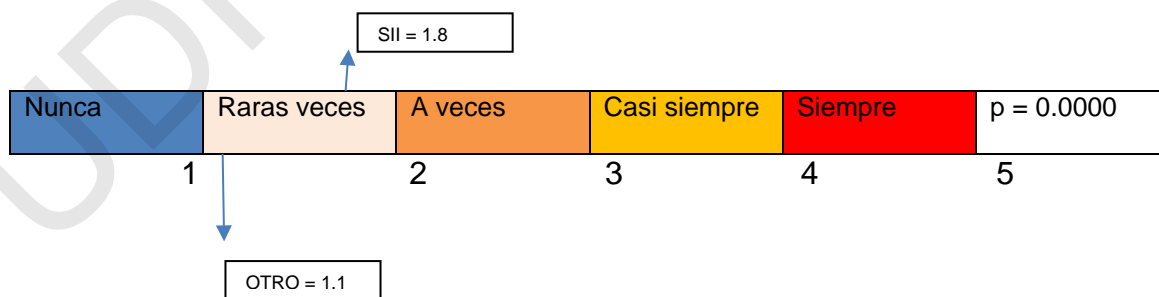 SII = 1.8
Nunca Raras veces A veces Casi siempre Siempre p = 0.0000
1 2 3 4 5
OTRO = 1.1